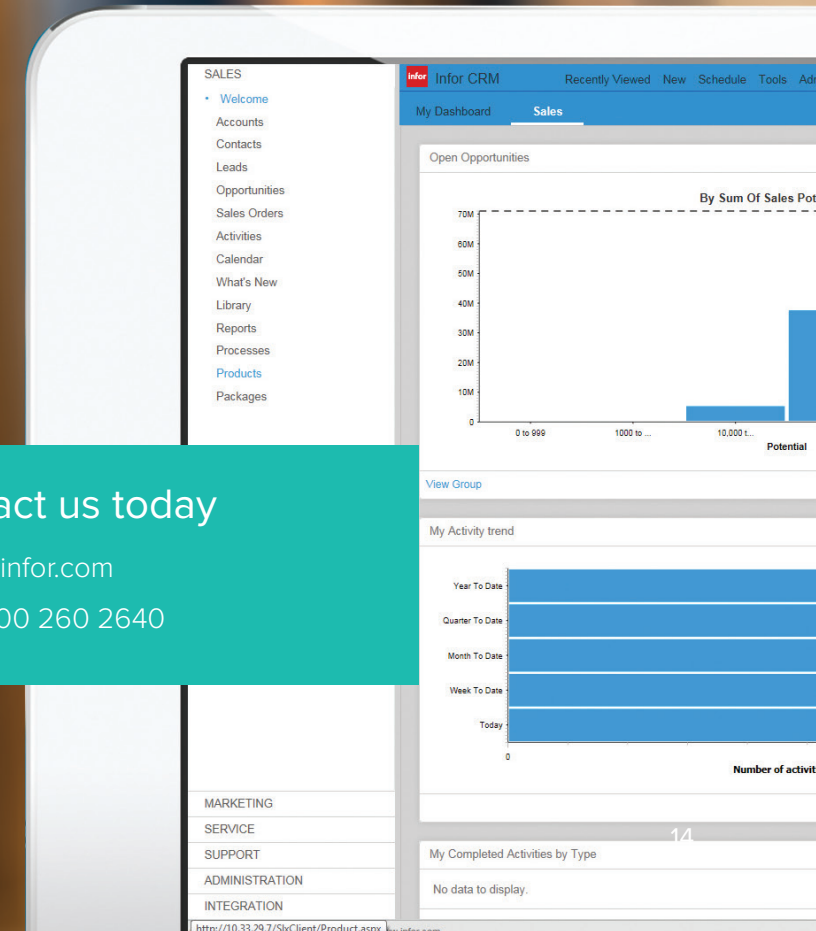 SALES
• Welcome
Accounts
Contacts
Leads
Opportunities
Sales Orders
Activities
Calendar
What's New
Library
Reports
Processes
Products
Packages
infor Infor CRM Recently Viewed New Schedule Tools Adm
My Dashboard Sales
Open Opportunities
By Sum Of Sales Pot
70M
60M
50M
40M
30M
20M
10M
0
0 to 999 1000 to ... 10,000 t...
Potential
View Group
act us today
infor.com
00 260 2640
My Activity trend
Year To Date
Quarter To Date
Month To Date
Week To Date
Today
0
Number of activit
MARKETING
SERVICE
SUPPORT
ADMINISTRATION
INTEGRATION
14
My Completed Activities by Type
No data to display.
http://10.33.29.7/SlxClient/Product.aspx